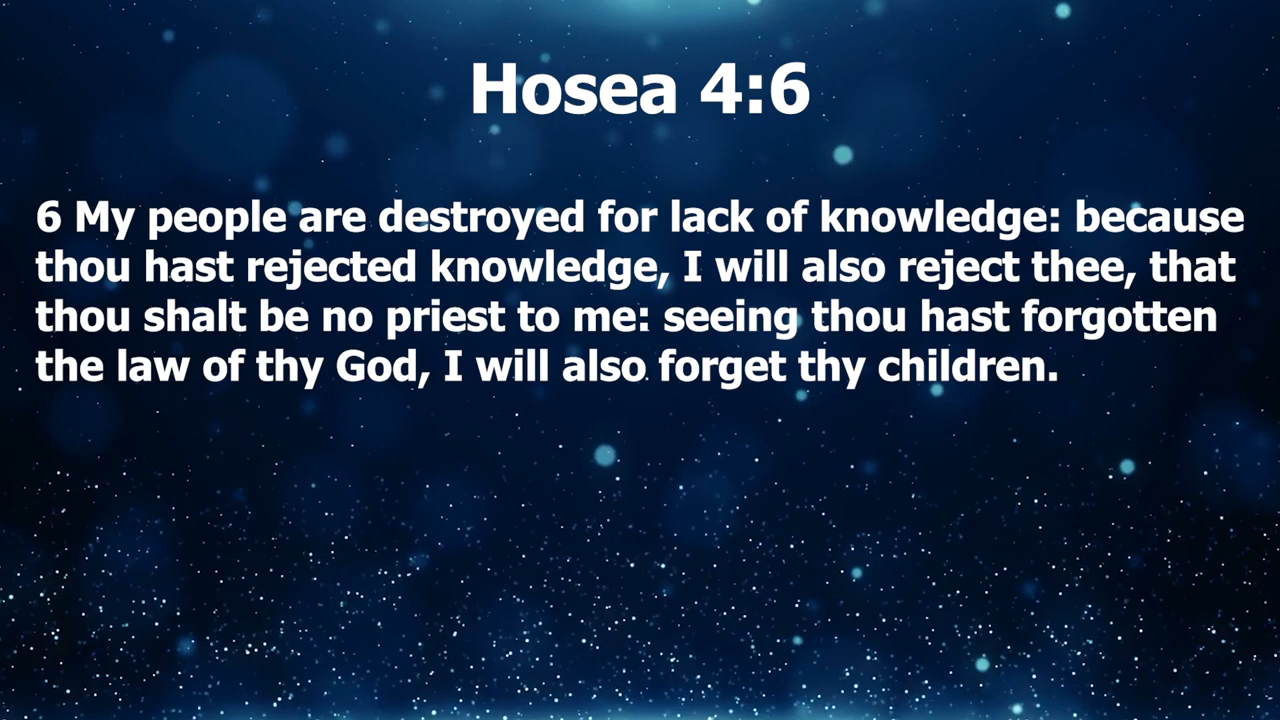 Hosea 4:6
6 My people are destroyed for lack of knowledge: because
thou hast rejected knowledge, I will also reject thee, that
thou shalt be no priest to me: seeing thou hast forgotten
the law of thy God, I will also forget thy children.